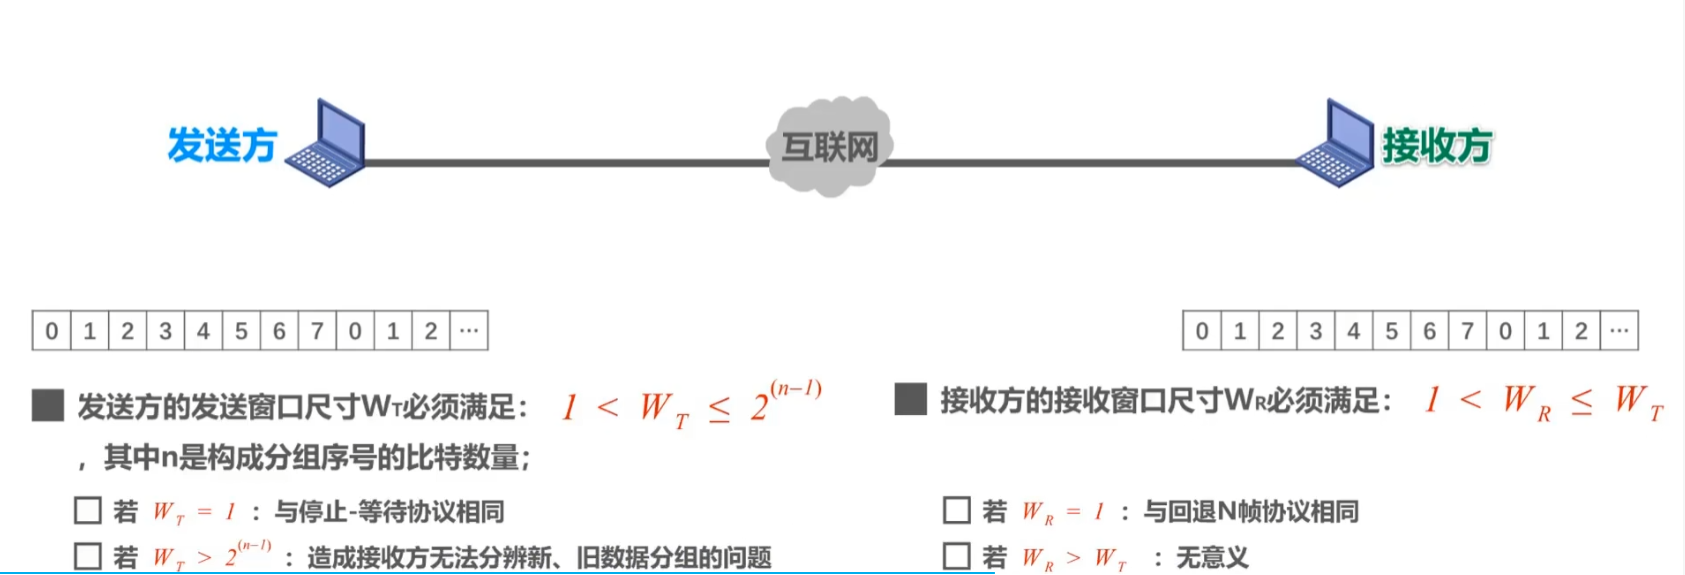 发送方
互联网
接收方
0 1 2 3 4 5 6 7 0 1 2 ···
0 1 2 3 4 5 6 7 0 1 2 ···
发送方的发送窗口尺寸WT必须满足： 1 < W_T ≤ 2^(n-1)
，其中n是构成分组序号的比特数量；
若 W_T = 1 ：与停止-等待协议相同
若 W_T > 2^(n-1) ：造成接收方无法分辨新、旧数据分组的问题
接收方的接收窗口尺寸WR必须满足： 1 < W_R ≤ W_T
若 W_R = 1 ：与回退N帧协议相同
若 W_R > W_T ：无意义